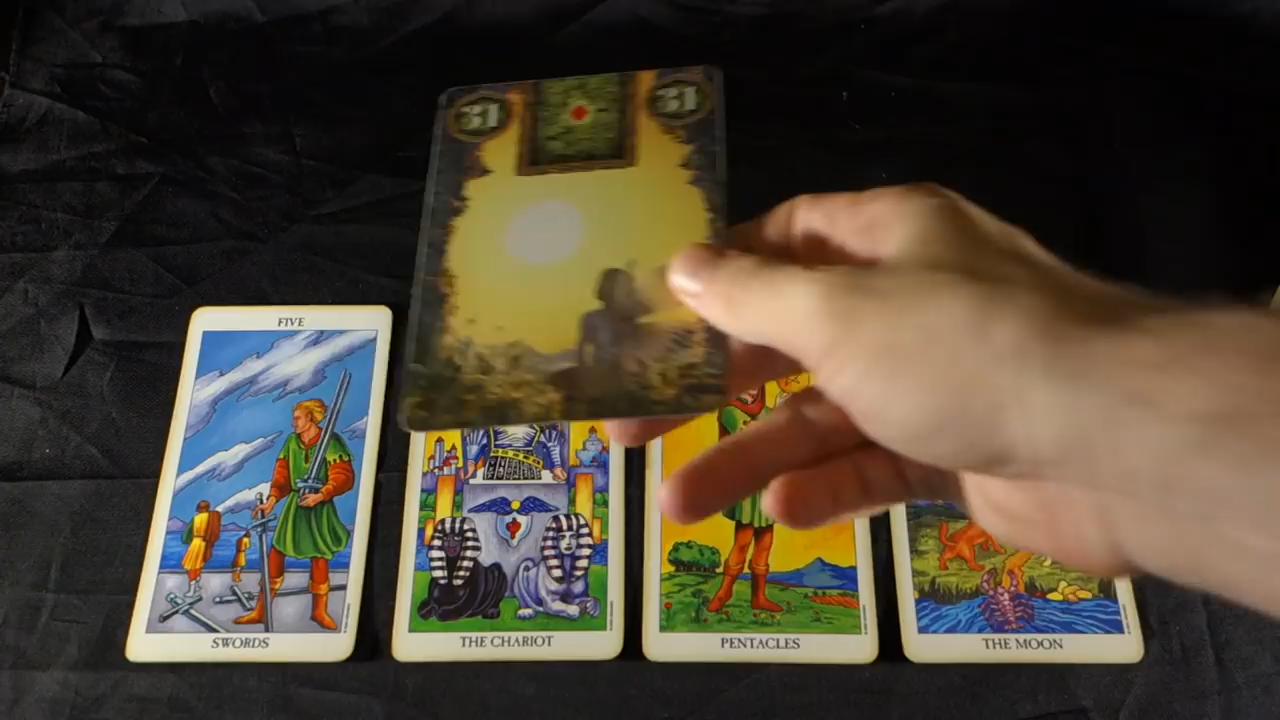 31 31
FIVE
SWORDS
THE CHARIOT
PENTACLES
THE MOON